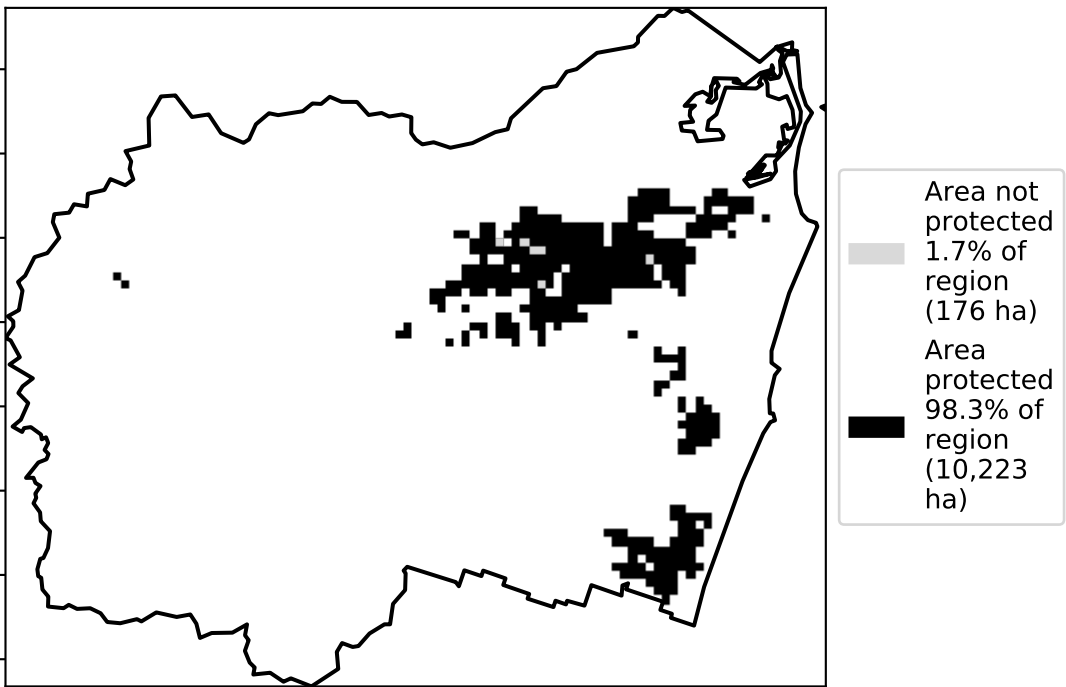 Area not
protected
1.7% of
region
(176 ha)
Area
protected
98.3% of
region
(10,223
ha)